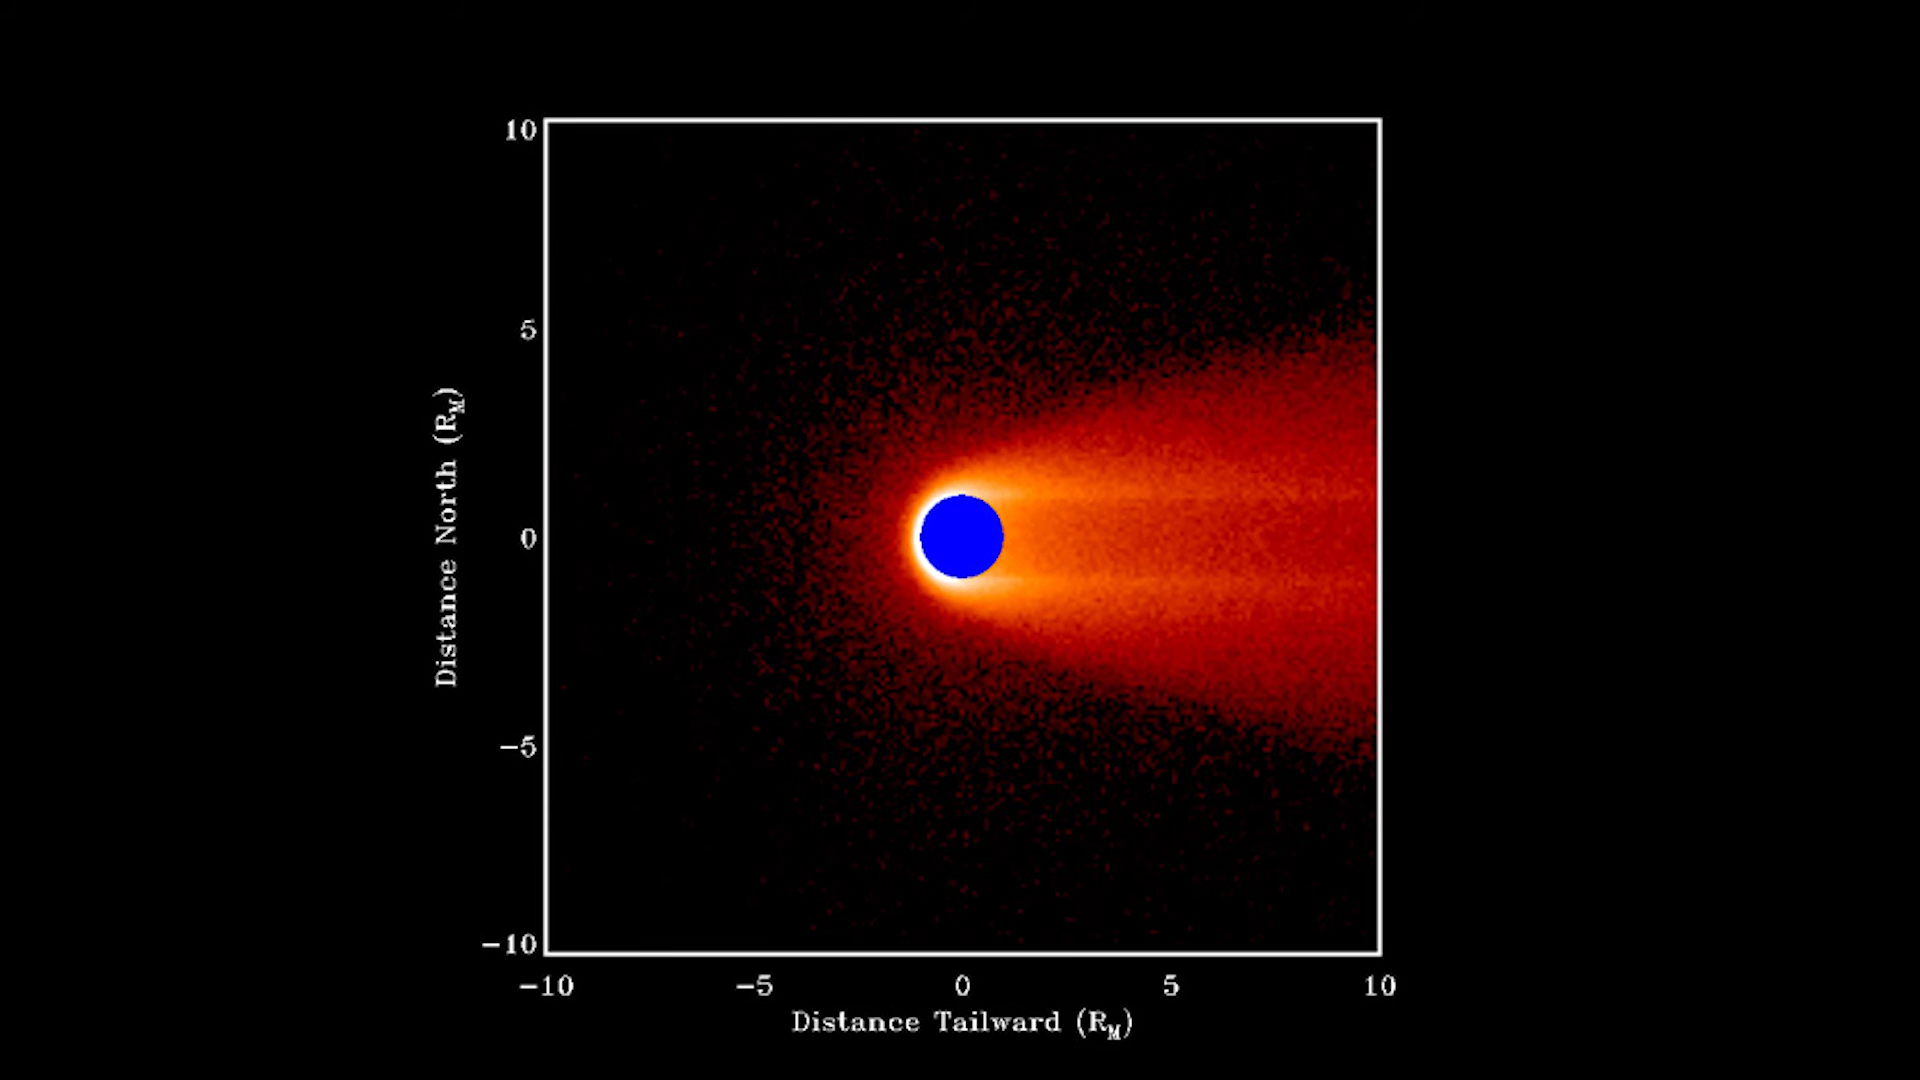 10
5
0
−5
−10
Distance North (R_M)
−10 −5 0 5 10
Distance Tailward (R_M)